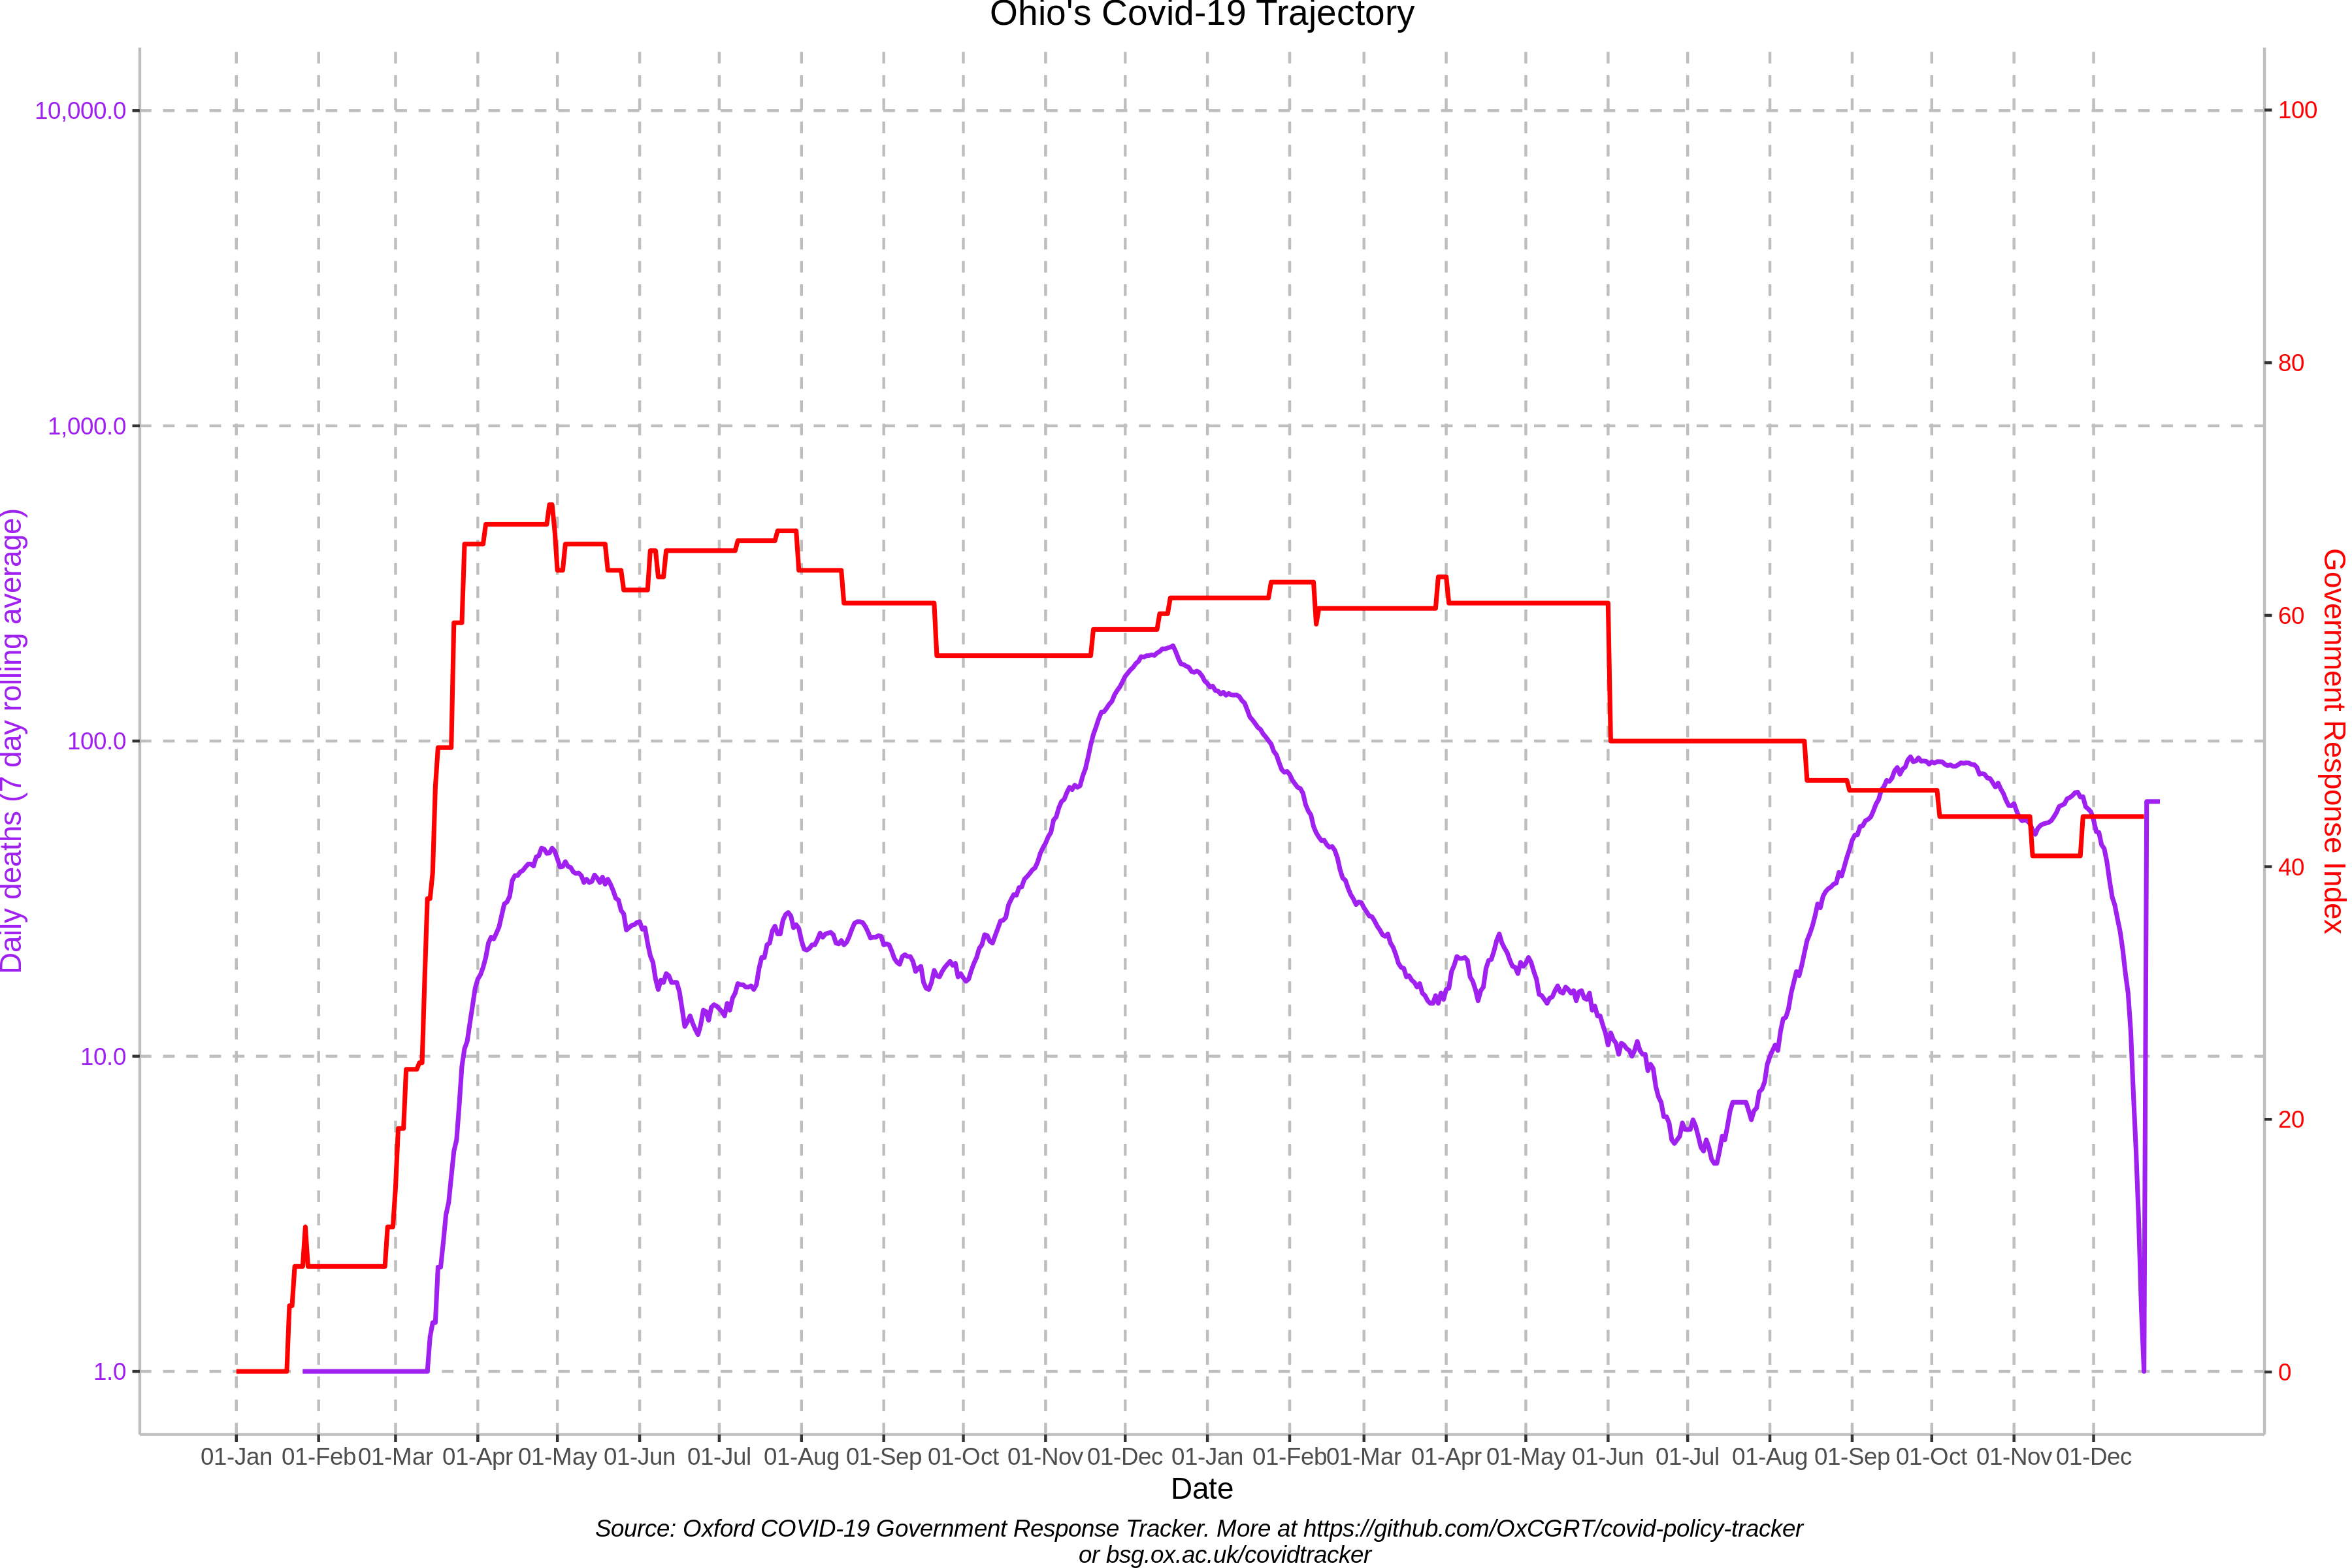 Ohio's Covid-19 Trajectory
10,000.0
1,000.0
100.0
10.0
1.0
Daily deaths (7 day rolling average)
100
80
60
40
20
0
Government Response Index
01-Jan 01-Feb 01-Mar 01-Apr 01-May 01-Jun 01-Jul 01-Aug 01-Sep 01-Oct 01-Nov 01-Dec 01-Jan 01-Feb 01-Mar 01-Apr 01-May 01-Jun 01-Jul 01-Aug 01-Sep 01-Oct 01-Nov 01-Dec
Date
Source: Oxford COVID-19 Government Response Tracker. More at https://github.com/OxCGRT/covid-policy-tracker
or bsg.ox.ac.uk/covidtracker